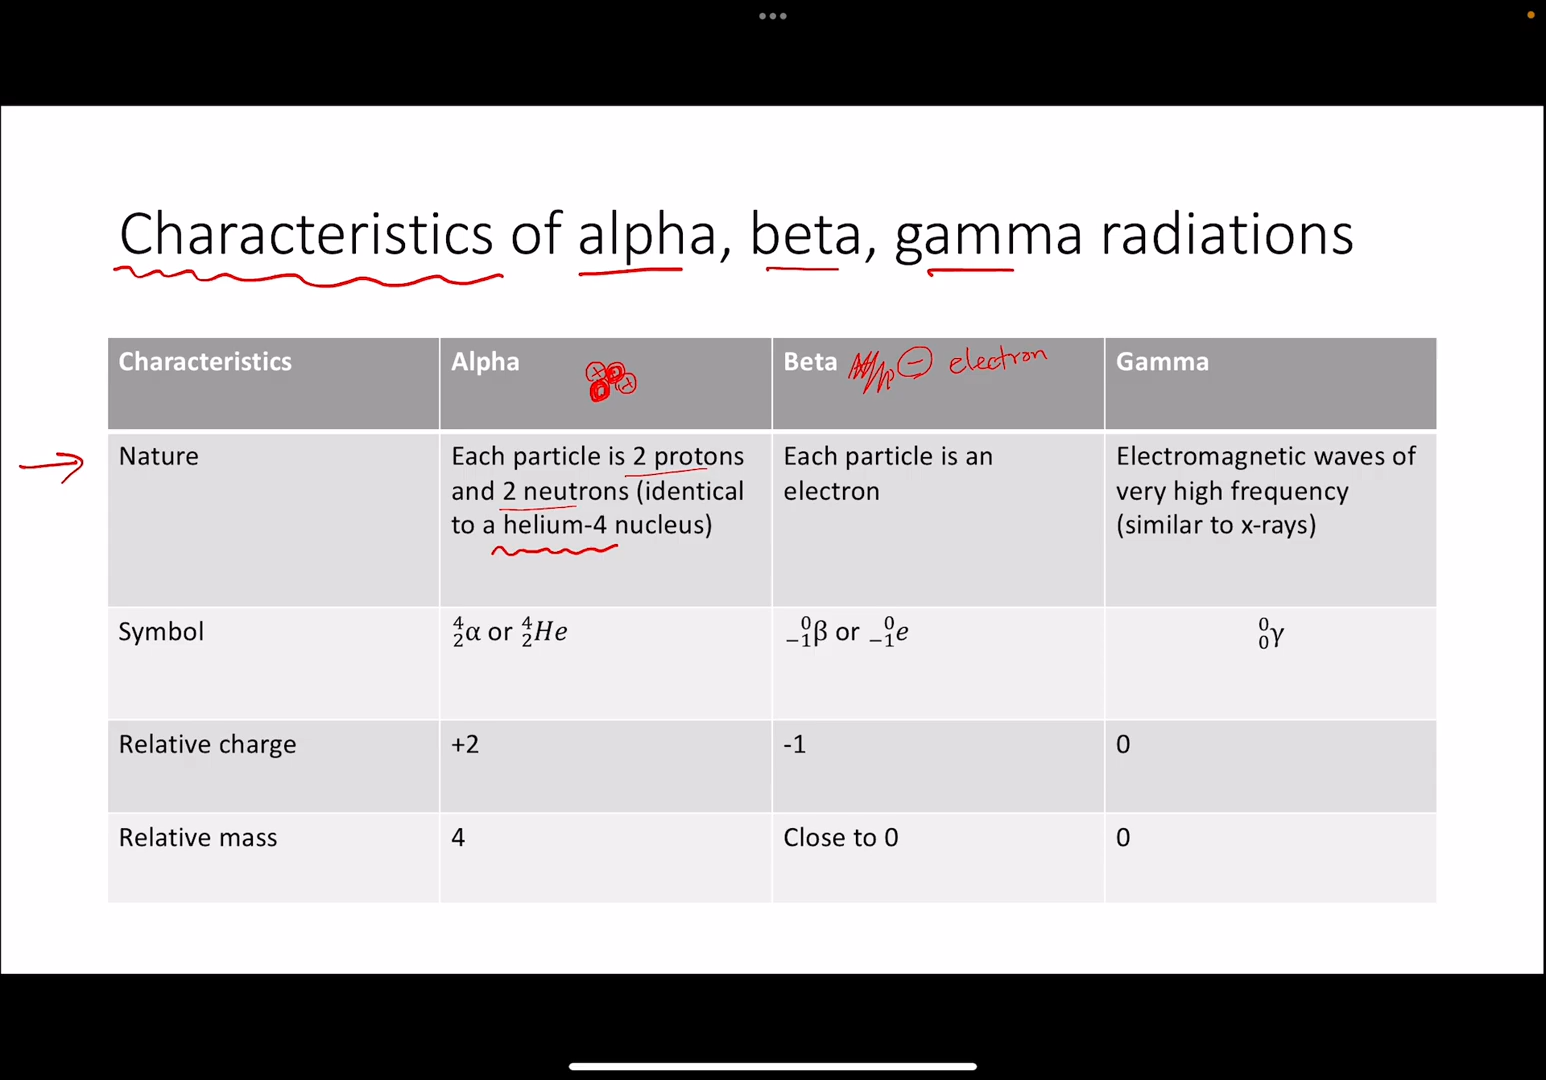 Characteristics of alpha, beta, gamma radiations
Characteristics
Alpha
Beta
− electron
Gamma
Nature
Each particle is 2 protons
and 2 neutrons (identical
to a helium-4 nucleus)
Each particle is an
electron
Electromagnetic waves of
very high frequency
(similar to x-rays)
Symbol
⁴₂α or ⁴₂He
⁰₋₁β or ⁰₋₁e
⁰₀γ
Relative charge
+2
-1
0
Relative mass
4
Close to 0
0